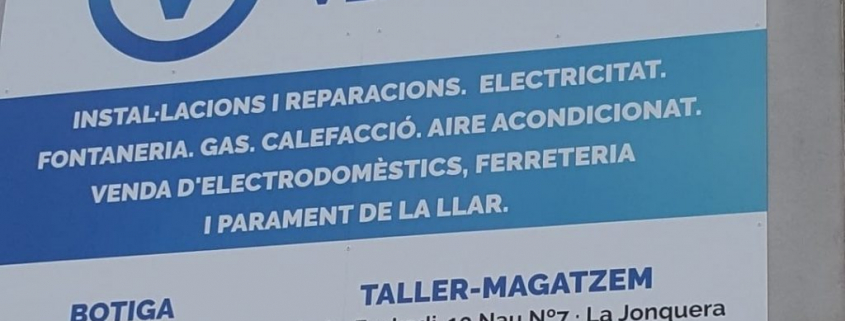 INSTAL·LACIONS I REPARACIONS. ELECTRICITAT.
FONTANERIA. GAS. CALEFACCIÓ. AIRE ACONDICIONAT.
VENDA D'ELECTRODOMÈSTICS, FERRETERIA
I PARAMENT DE LA LLAR.
BOTIGA
TALLER-MAGATZEM
Nau Nº7 · La Jonquera